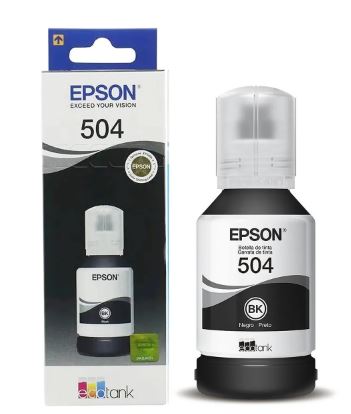 EPSON®
EXCEED YOUR VISION
504
EPSON
EPSON
504
BK
Black
ecotank
EPSON®
Botella de tinta
Garrafa de tinta
504
BK
Negro Preto
ecotank